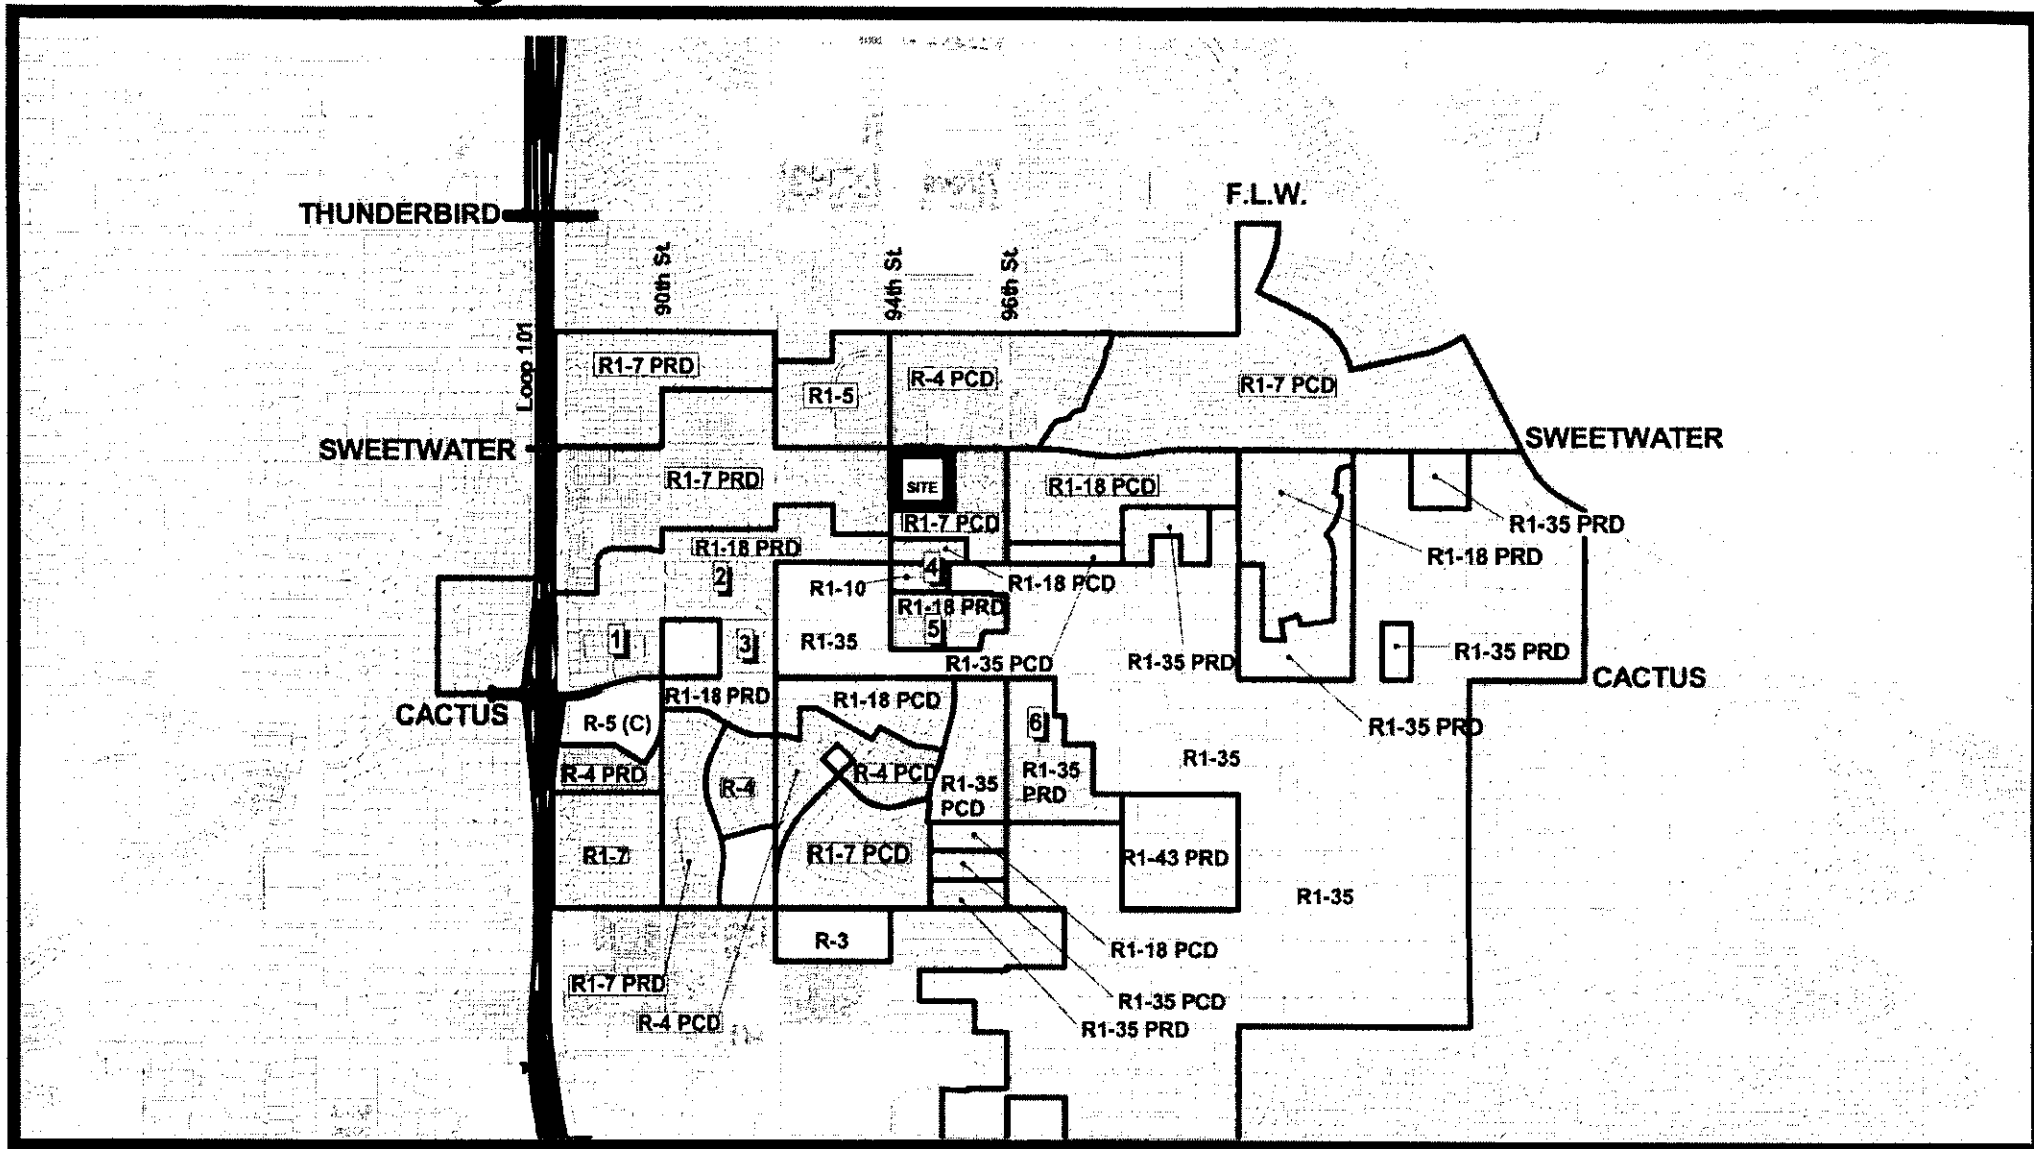 THUNDERBIRD
F.L.W.
90th St.
94th St.
96th St.
Loop 101
R1-7 PRD
R1-5
R-4 PCD
R1-7 PCD
SWEETWATER
SWEETWATER
R1-7 PRD
SITE
R1-18 PCD
R1-7 PCD
R1-35 PRD
R1-18 PRD
R1-18 PRD
2
4
R1-10
R1-18 PCD
R1-18 PRD
5
1
3
R1-35
R1-35 PCD
R1-35 PRD
R1-35 PRD
CACTUS
CACTUS
R1-18 PRD
R1-18 PCD
R-5 (C)
6
R1-35 PRD
R1-35
R-4 PRD
R-4
R-4 PCD
R1-35
PCD
R1-35
PRD
R1-7
R1-7 PCD
R1-43 PRD
R1-35
R-3
R1-18 PCD
R1-7 PRD
R-4 PCD
R1-35 PCD
R1-35 PRD